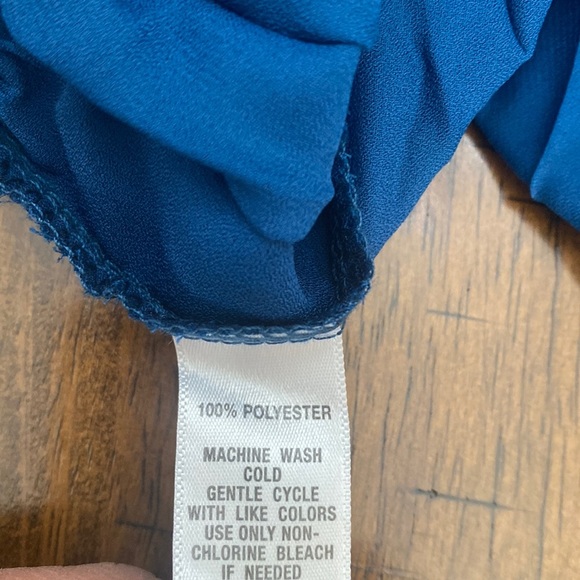 100% POLYESTER
MACHINE WASH
COLD
GENTLE CYCLE
WITH LIKE COLORS
USE ONLY NON-
CHLORINE BLEACH
IF NEEDED